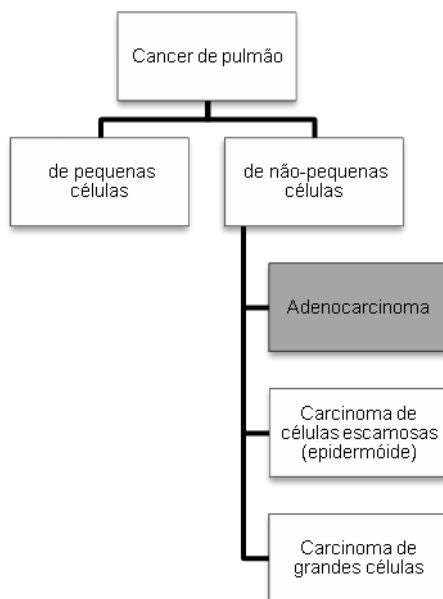 Cancer de pulmão
de pequenas
células
de não-pequenas
células
Adenocarcinoma
Carcinoma de
células escamosas
(epidermóide)
Carcinoma de
grandes células